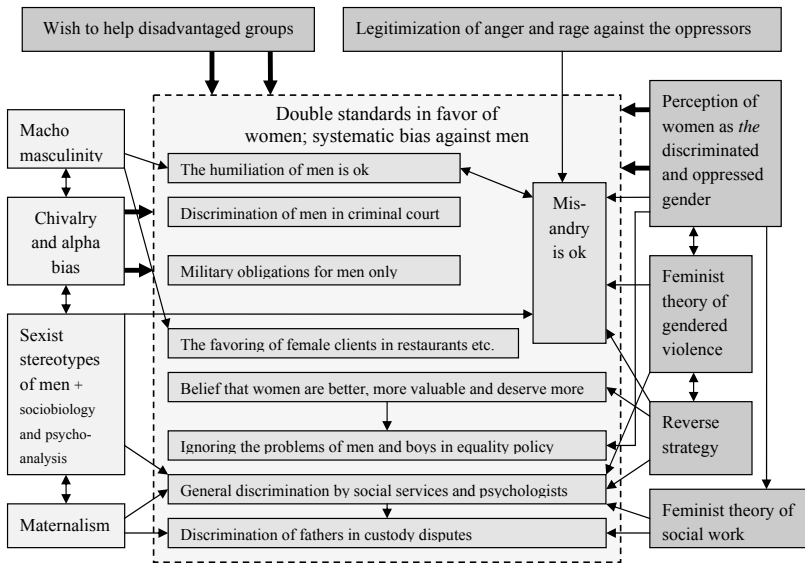 Wish to help disadvantaged groups
Legitimization of anger and rage against the oppressors
Double standards in favor of
women; systematic bias against men
Macho
masculinity
Chivalry
and alpha
bias
Sexist
stereotypes
of men +
sociobiology
and psycho-
analysis
Maternalism
The humiliation of men is ok
Discrimination of men in criminal court
Military obligations for men only
The favoring of female clients in restaurants etc.
Belief that women are better, more valuable and deserve more
Ignoring the problems of men and boys in equality policy
General discrimination by social services and psychologists
Discrimination of fathers in custody disputes
Mis-
andry
is ok
Perception of
women as the
discriminated
and oppressed
gender
Feminist
theory of
gendered
violence
Reverse
strategy
Feminist theory of
social work